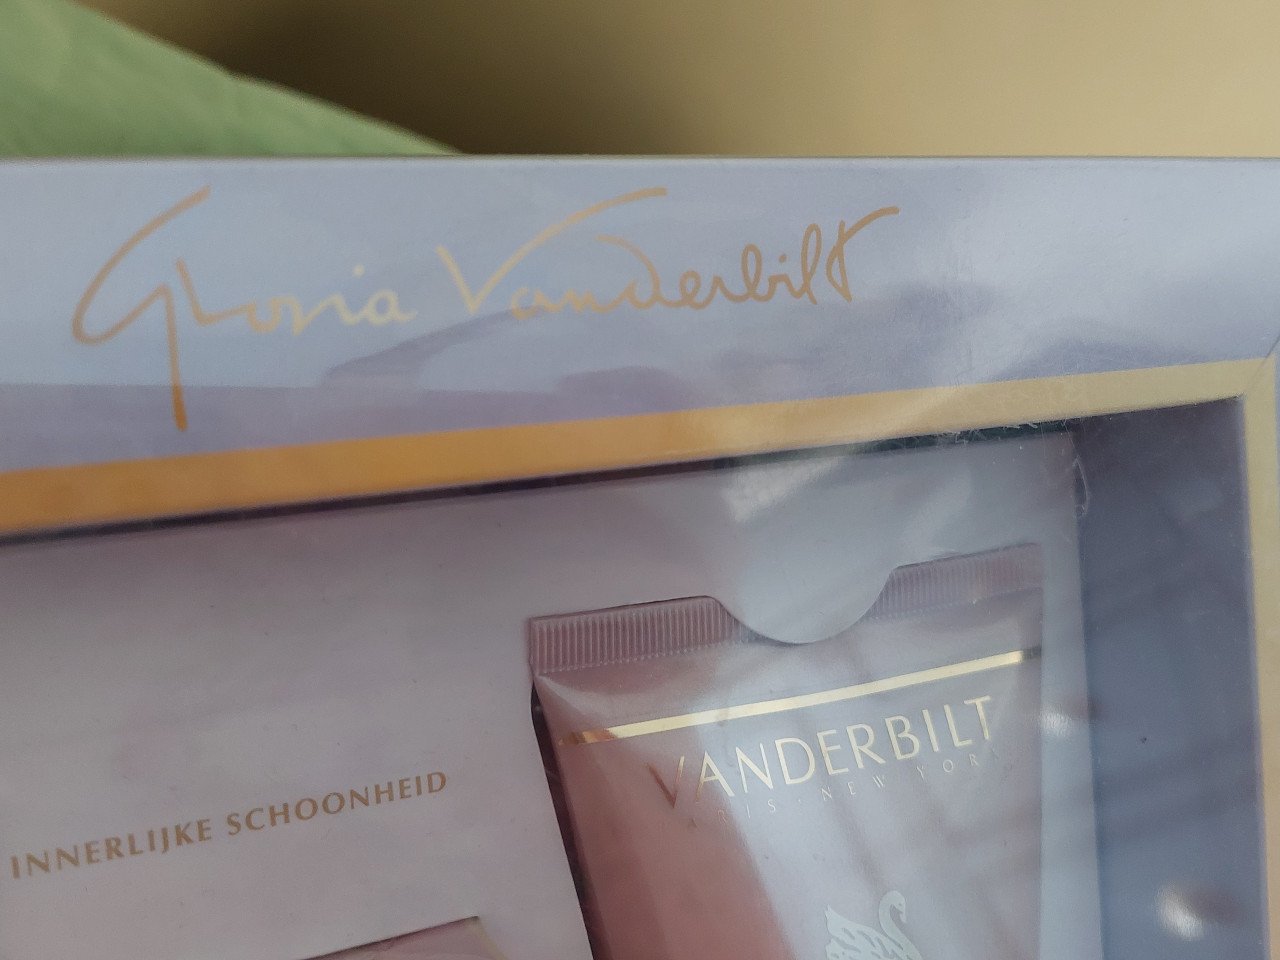 Gloria Vanderbilt
VANDERBILT
PARIS · NEW YORK
INNERLIJKE SCHOONHEID